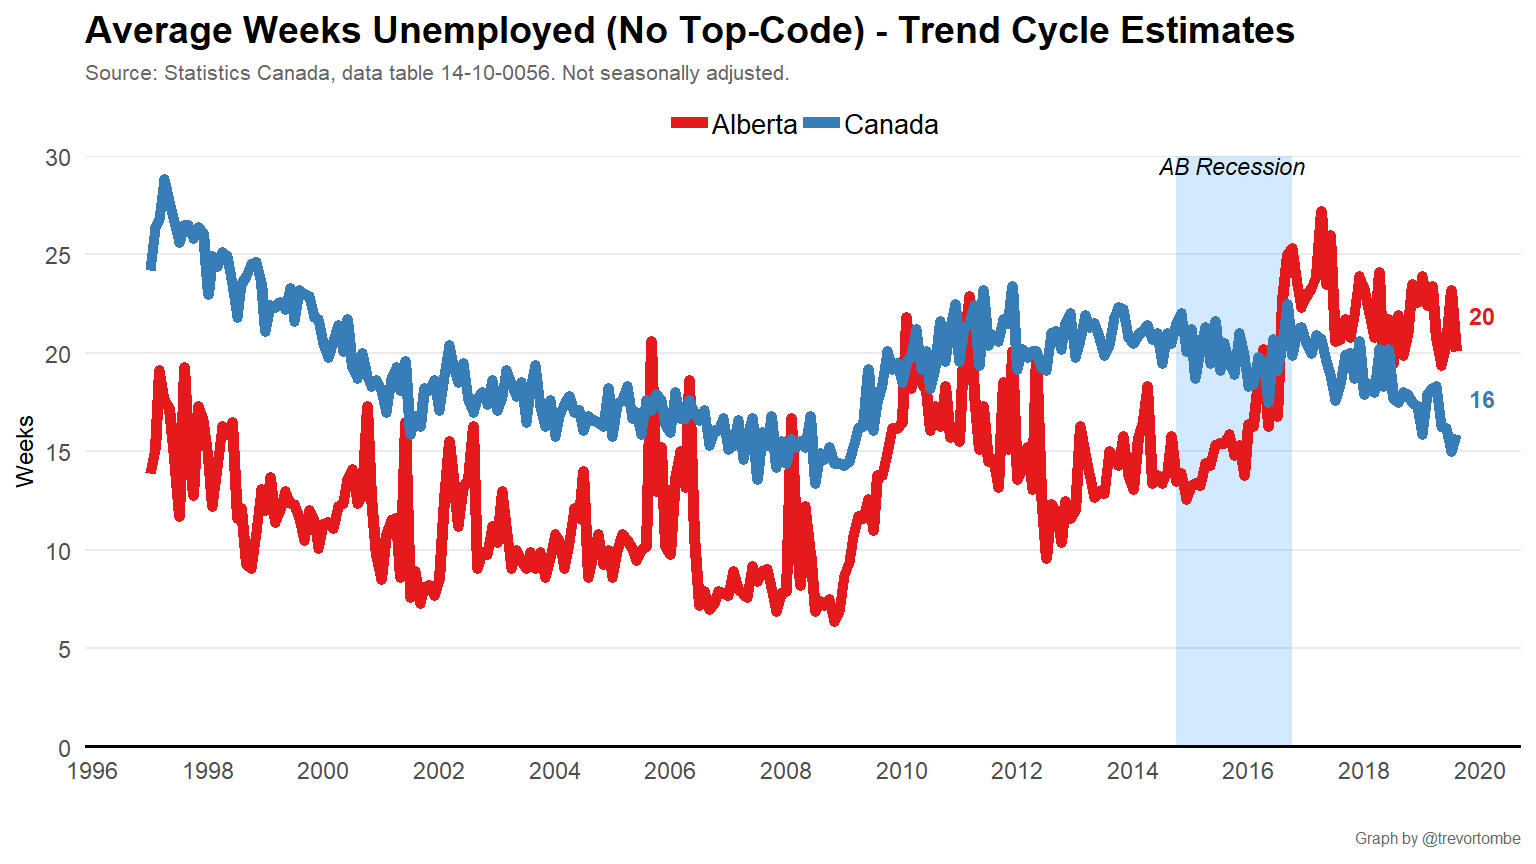 Average Weeks Unemployed (No Top-Code) - Trend Cycle Estimates
Source: Statistics Canada, data table 14-10-0056. Not seasonally adjusted.
Alberta Canada
30
AB Recession
25
20
20
16
15
10
5
0
Weeks
1996 1998 2000 2002 2004 2006 2008 2010 2012 2014 2016 2018 2020
Graph by @trevortombe